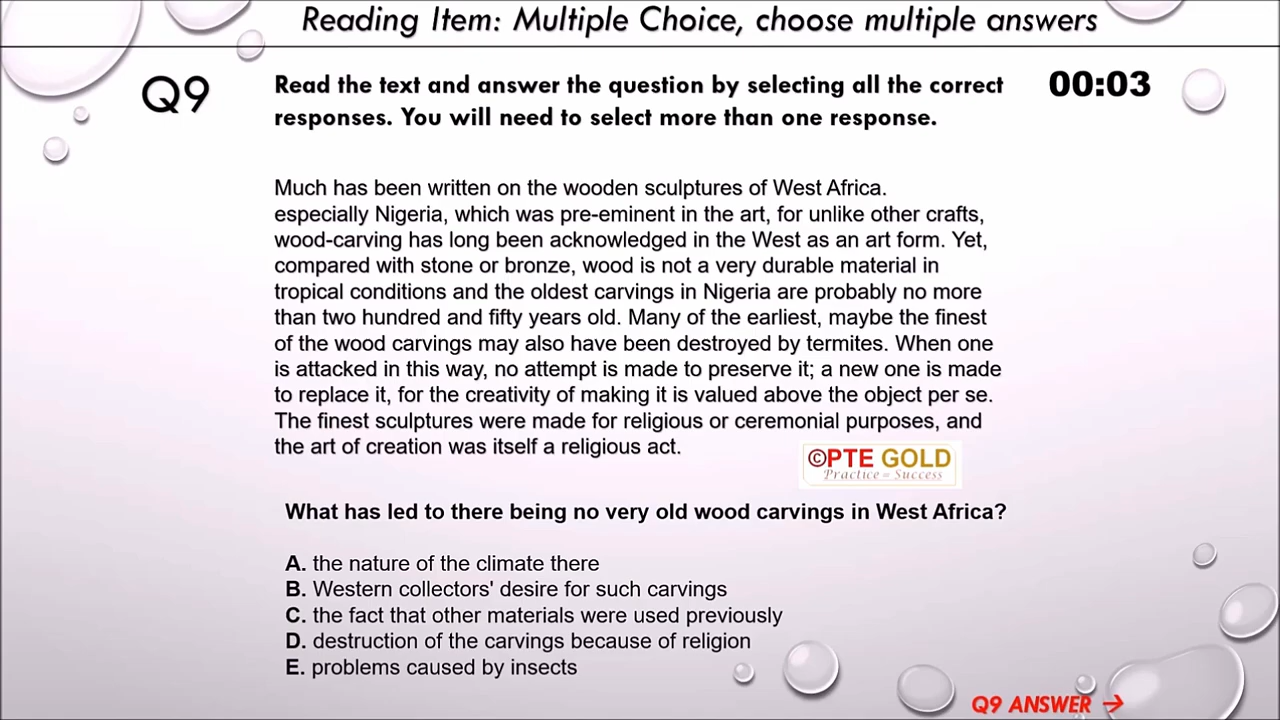 Reading Item: Multiple Choice, choose multiple answers
Q9
Read the text and answer the question by selecting all the correct
responses. You will need to select more than one response.
00:03
Much has been written on the wooden sculptures of West Africa.
especially Nigeria, which was pre-eminent in the art, for unlike other crafts,
wood-carving has long been acknowledged in the West as an art form. Yet,
compared with stone or bronze, wood is not a very durable material in
tropical conditions and the oldest carvings in Nigeria are probably no more
than two hundred and fifty years old. Many of the earliest, maybe the finest
of the wood carvings may also have been destroyed by termites. When one
is attacked in this way, no attempt is made to preserve it; a new one is made
to replace it, for the creativity of making it is valued above the object per se.
The finest sculptures were made for religious or ceremonial purposes, and
the art of creation was itself a religious act.
©PTE GOLD
Practice = Success
What has led to there being no very old wood carvings in West Africa?
A. the nature of the climate there
B. Western collectors' desire for such carvings
C. the fact that other materials were used previously
D. destruction of the carvings because of religion
E. problems caused by insects
Q9 ANSWER →